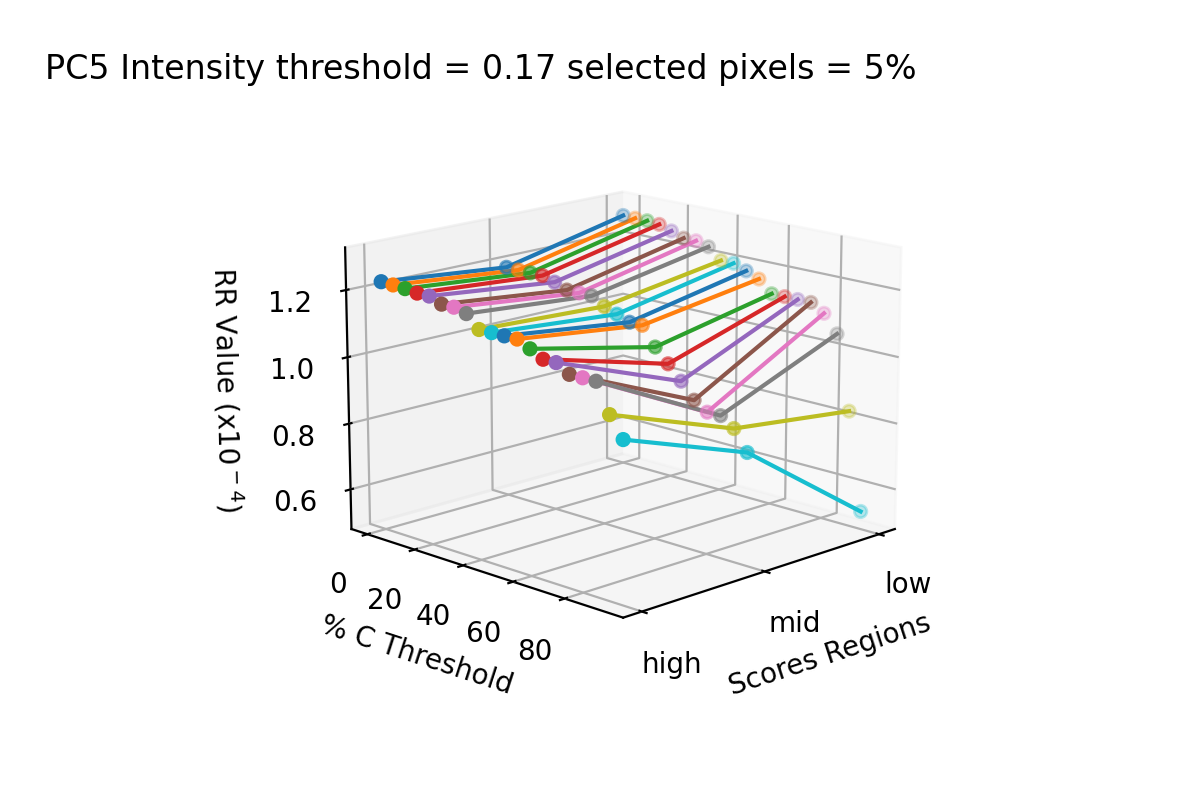 PC5 Intensity threshold = 0.17 selected pixels = 5%
RR Value (x10⁻⁴)
1.2
1.0
0.8
0.6
0
20
40
60
80
% C Threshold
high
mid
low
Scores Regions